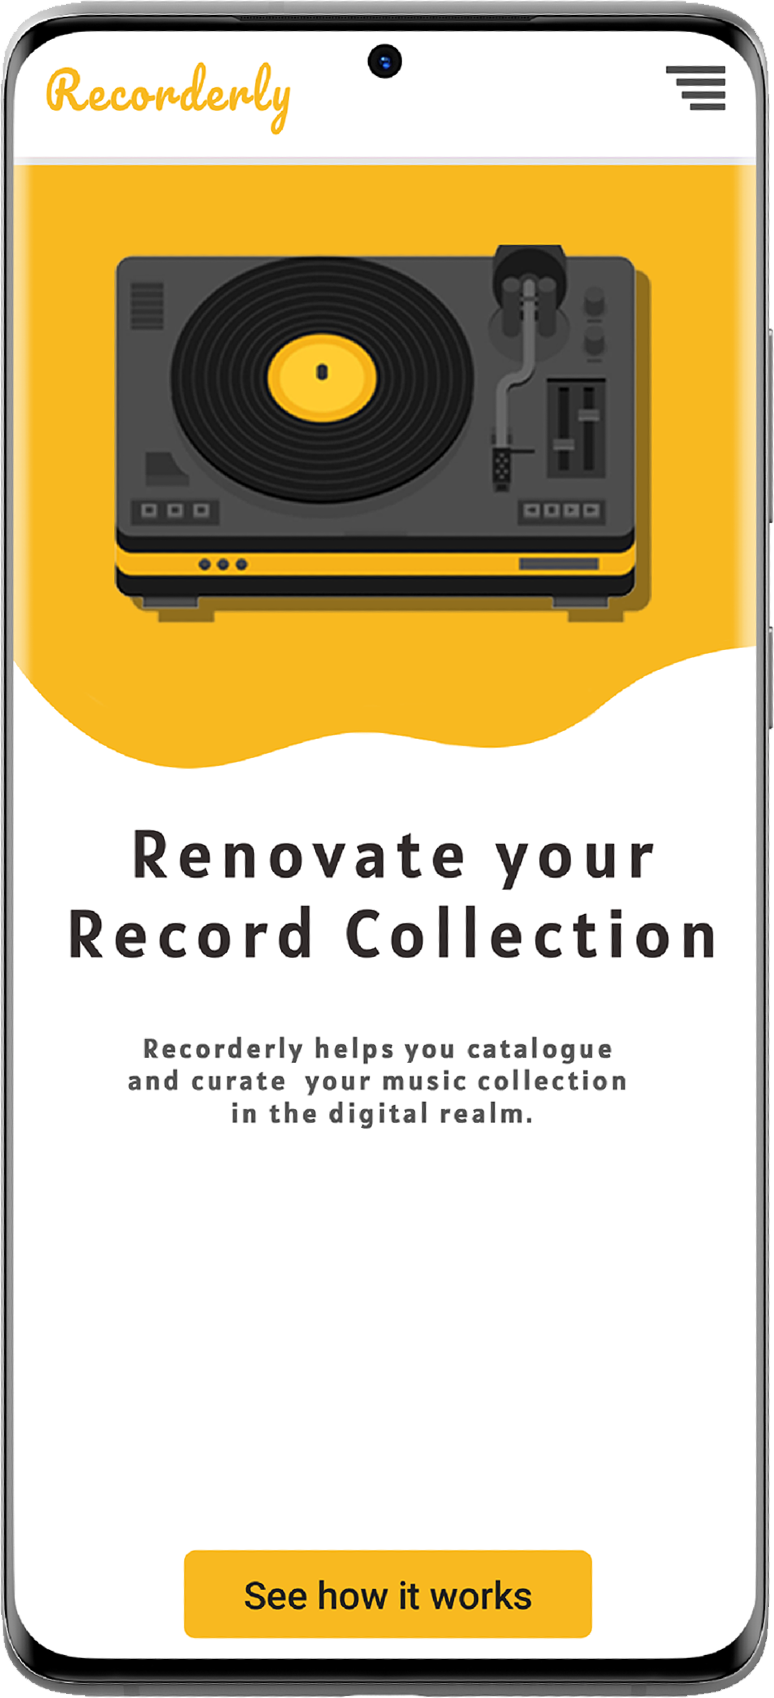 Recorderly
Renovate your
Record Collection
Recorderly helps you catalogue
and curate  your music collection
in the digital realm.
See how it works